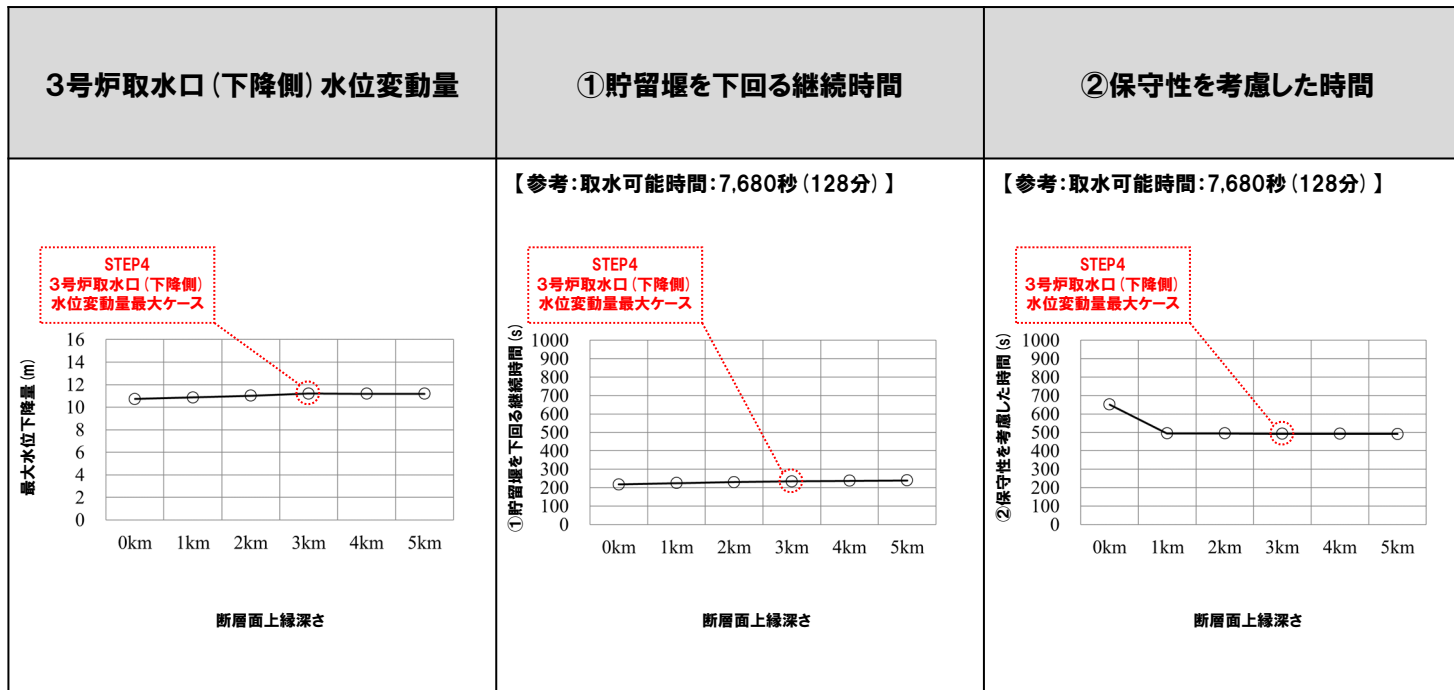 3号炉取水口(下降側)水位変動量
①貯留堰を下回る継続時間
②保守性を考慮した時間
STEP4
3号炉取水口(下降側)
水位変動量最大ケース
最大水位下降量(m)
16
14
12
10
8
6
4
2
0
0km 1km 2km 3km 4km 5km
断層面上縁深さ
【参考:取水可能時間:7,680秒(128分)】
STEP4
3号炉取水口(下降側)
水位変動量最大ケース
①貯留堰を下回る継続時間(s)
1000
900
800
700
600
500
400
300
200
100
0
0km 1km 2km 3km 4km 5km
断層面上縁深さ
【参考:取水可能時間:7,680秒(128分)】
STEP4
3号炉取水口(下降側)
水位変動量最大ケース
②保守性を考慮した時間(s)
1000
900
800
700
600
500
400
300
200
100
0
0km 1km 2km 3km 4km 5km
断層面上縁深さ